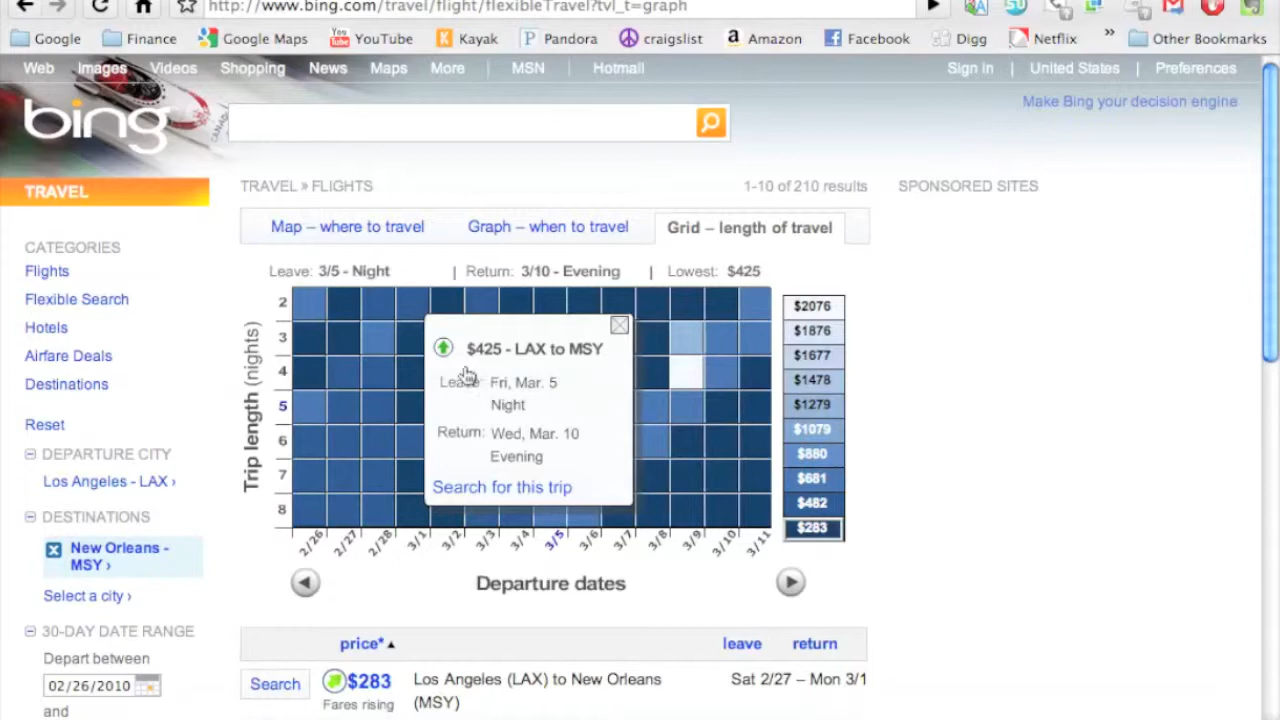 http://www.bing.com/travel/flight/flexibleTravel?tvl_t=graph
Google Finance Google Maps YouTube Kayak Pandora craigslist Amazon Facebook Digg Netflix » Other Bookmarks
Web Images Videos Shopping News Maps More | MSN | Hotmail Sign in | United States | Preferences
bing
Make Bing your decision engine
TRAVEL
TRAVEL » FLIGHTS 1-10 of 210 results SPONSORED SITES
Map – where to travel Graph – when to travel Grid – length of travel
CATEGORIES
Flights
Flexible Search
Hotels
Airfare Deals
Destinations
Reset
DEPARTURE CITY
Los Angeles - LAX ›
DESTINATIONS
New Orleans -
MSY ›
Select a city ›
30-DAY DATE RANGE
Depart between
02/26/2010
and
Leave: 3/5 - Night | Return: 3/10 - Evening | Lowest: $425
Trip length (nights)
2
3
4
5
6
7
8
$425 - LAX to MSY
Leave: Fri, Mar. 5
Night
Return: Wed, Mar. 10
Evening
Search for this trip
$2076
$1876
$1677
$1478
$1279
$1079
$880
$681
$482
$283
2/26 2/27 2/28 3/1 3/2 3/3 3/4 3/5 3/6 3/7 3/8 3/9 3/10 3/11
Departure dates
price* leave return
Search $283 Los Angeles (LAX) to New Orleans Sat 2/27 – Mon 3/1
Fares rising (MSY)